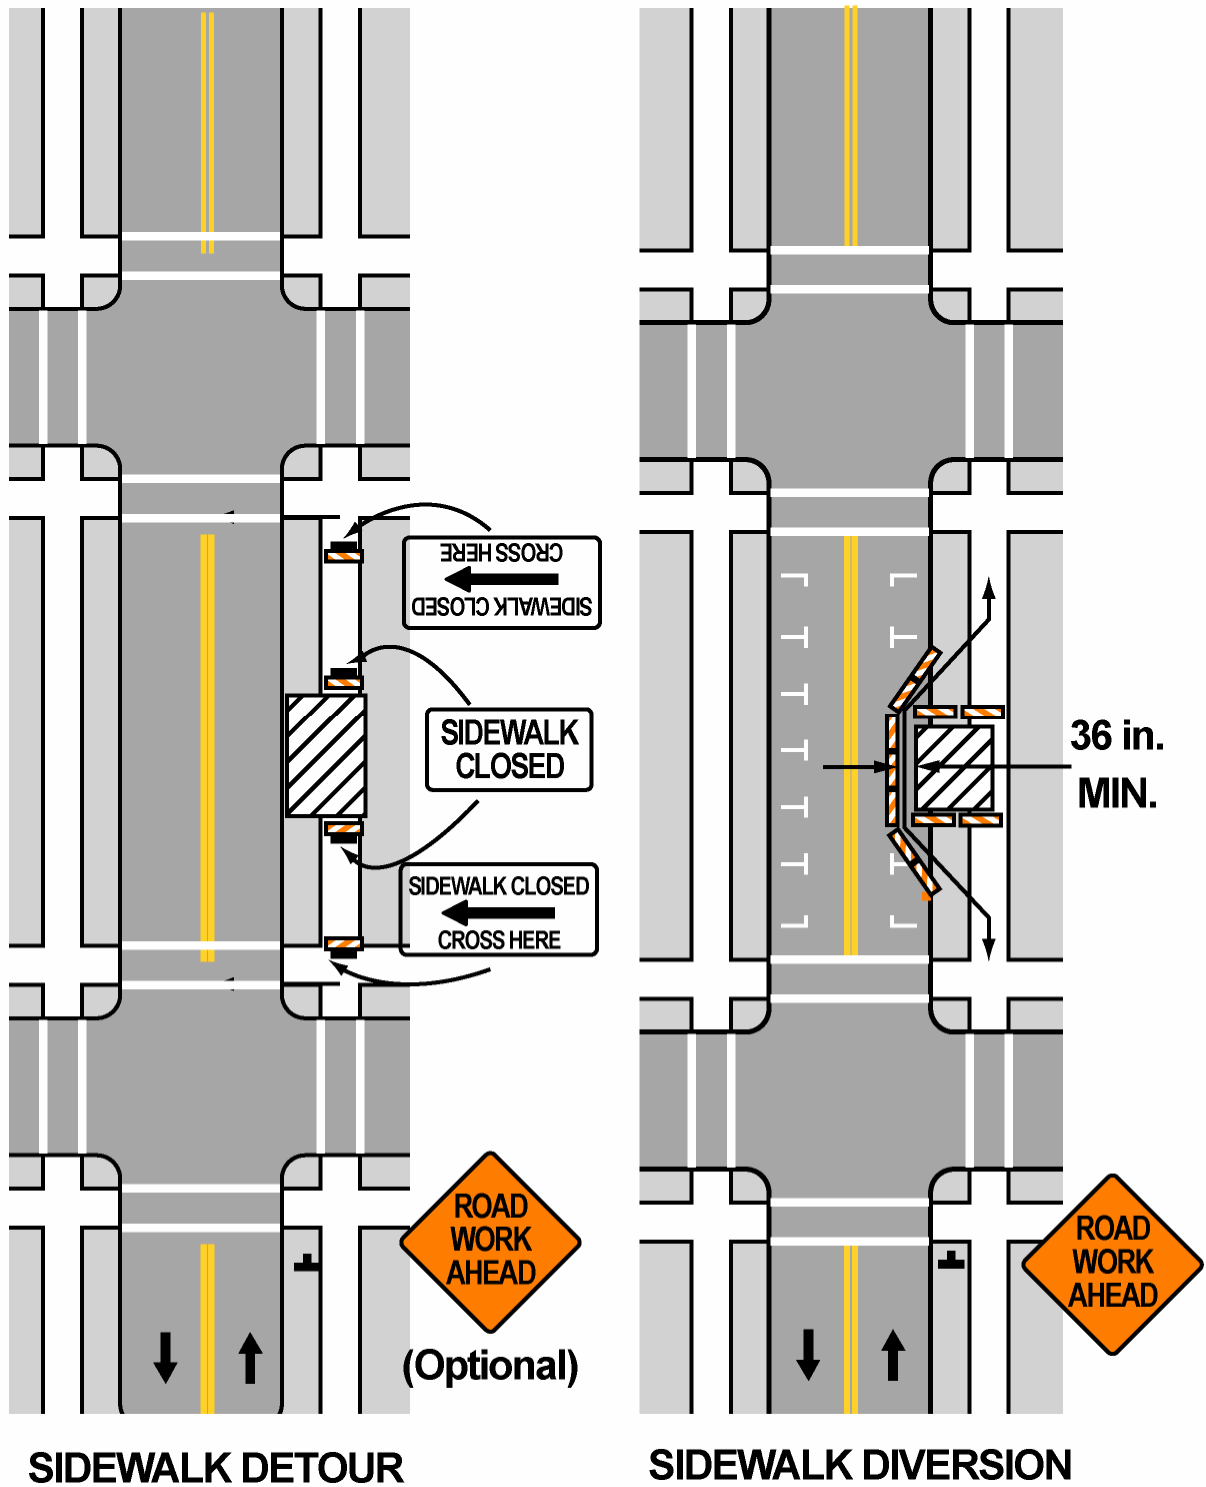 CROSS HERE
SIDEWALK CLOSED
SIDEWALK
CLOSED
SIDEWALK CLOSED
CROSS HERE
ROAD
WORK
AHEAD
(Optional)
SIDEWALK DETOUR
36 in.
MIN.
ROAD
WORK
AHEAD
SIDEWALK DIVERSION